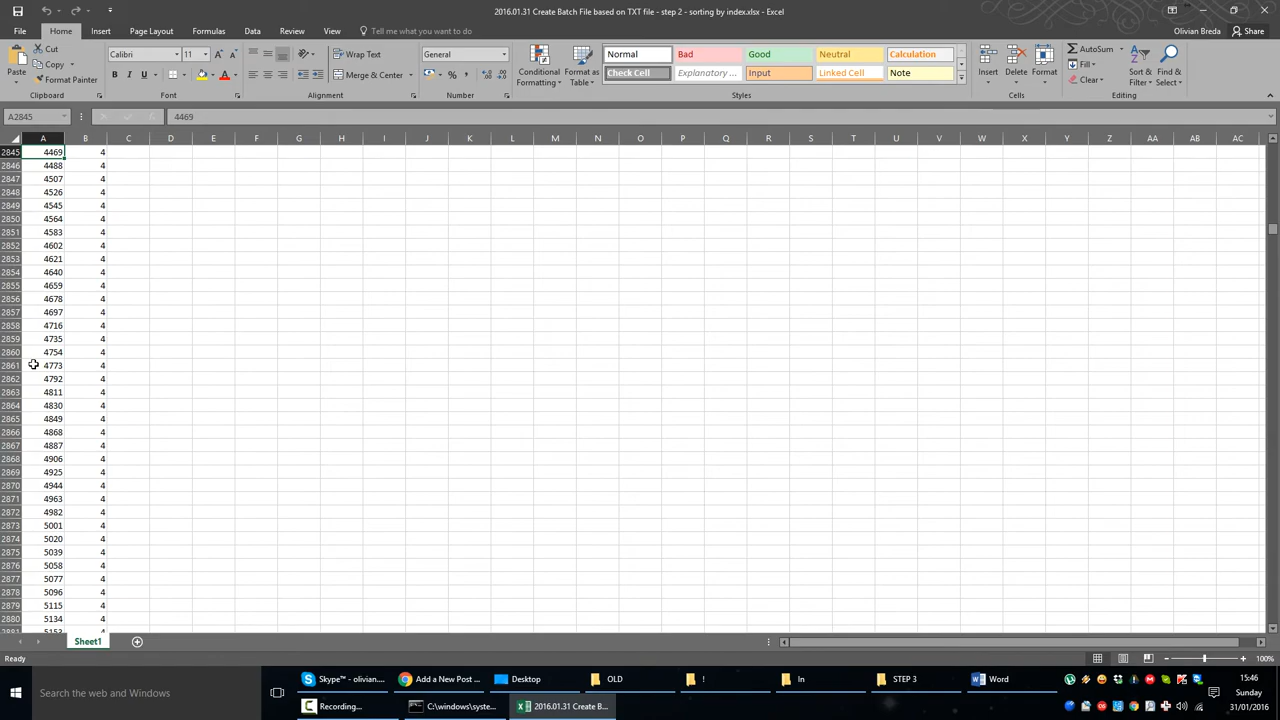 2016.01.31 Create Batch File based on TXT file - step 2 - sorting by index.xlsx - Excel
File Home Insert Page Layout Formulas Data Review View Tell me what you want to do Olivian Breda Share
Paste Cut Copy Format Painter Clipboard
Calibri 11 B I U A Font
Wrap Text Merge & Center Alignment
General % Number
Conditional Formatting Format as Table
Normal Bad Good Neutral Calculation
Check Cell Explanatory ... Input Linked Cell Note
Styles
Insert Delete Format Cells
AutoSum Fill Clear Sort & Filter Find & Select Editing
A2845 4469
A B C D E F G H I J K L M N O P Q R S T U V W X Y Z AA AB AC
2845 4469 4
2846 4488 4
2847 4507 4
2848 4526 4
2849 4545 4
2850 4564 4
2851 4583 4
2852 4602 4
2853 4621 4
2854 4640 4
2855 4659 4
2856 4678 4
2857 4697 4
2858 4716 4
2859 4735 4
2860 4754 4
2861 4773 4
2862 4792 4
2863 4811 4
2864 4830 4
2865 4849 4
2866 4868 4
2867 4887 4
2868 4906 4
2869 4925 4
2870 4944 4
2871 4963 4
2872 4982 4
2873 5001 4
2874 5020 4
2875 5039 4
2876 5058 4
2877 5077 4
2878 5096 4
2879 5115 4
2880 5134 4
2881 5153 4
Sheet1
Ready 100%
Search the web and Windows
Skype™ - olivian.... Add a New Post ... Desktop OLD ! In STEP 3 Word
Recording... C:\windows\syste... 2016.01.31 Create B...
15:46
Sunday
31/01/2016